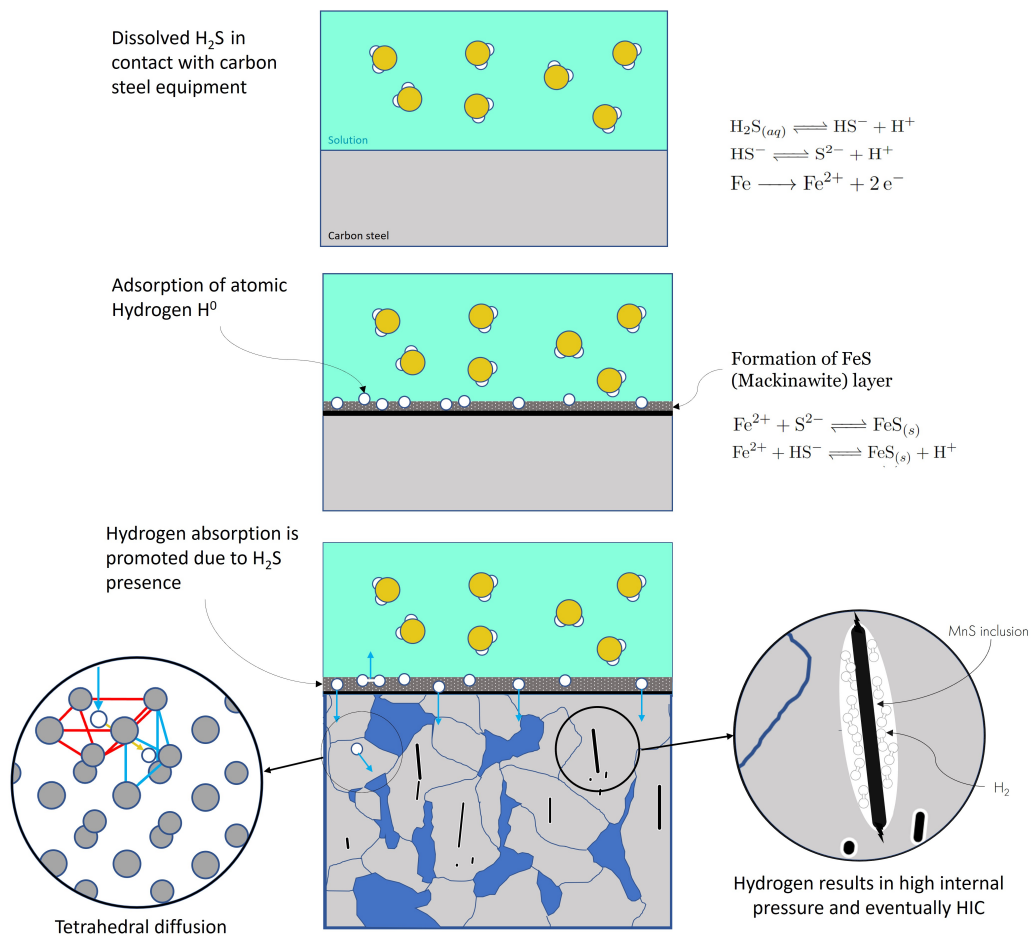 Dissolved H₂S in
contact with carbon
steel equipment
Solution
Carbon steel
H₂S₍aq₎ ⇌ HS⁻ + H⁺
HS⁻ ⇌ S²⁻ + H⁺
Fe ⟶ Fe²⁺ + 2 e⁻
Adsorption of atomic
Hydrogen H⁰
Formation of FeS
(Mackinawite) layer
Fe²⁺ + S²⁻ ⇌ FeS₍s₎
Fe²⁺ + HS⁻ ⇌ FeS₍s₎ + H⁺
Hydrogen absorption is
promoted due to H₂S
presence
MnS inclusion
H₂
Tetrahedral diffusion
Hydrogen results in high internal
pressure and eventually HIC